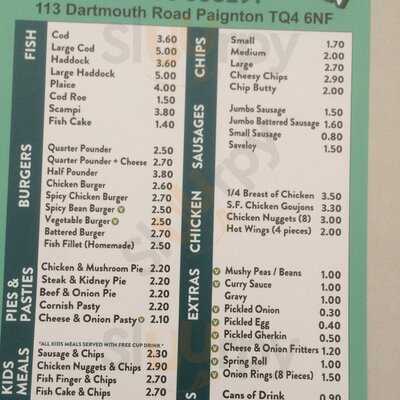 113 Dartmouth Road Paignton TQ4 6NF
FISH
Cod 3.60
Large Cod 5.00
Haddock 3.60
Large Haddock 5.00
Plaice 4.00
Cod Roe 1.50
Scampi 3.80
Fish Cake 1.40
BURGERS
Quarter Pounder 2.50
Quarter Pounder + Cheese 2.70
Half Pounder 3.80
Chicken Burger 2.60
Spicy Chicken Burger 2.70
Spicy Bean Burger V 2.50
Vegetable Burger V 2.50
Battered Burger 2.70
Fish Fillet (Homemade) 2.50
PIES & PASTIES
Chicken & Mushroom Pie 2.20
Steak & Kidney Pie 2.20
Beef & Onion Pie 2.20
Cornish Pasty 2.20
Cheese & Onion Pasty V 2.10
KIDS MEALS
*ALL KIDS MEALS SERVED WITH FREE CUP DRINK*
Sausage & Chips 2.30
Chicken Nuggets & Chips 2.90
Fish Finger & Chips 2.70
Fish Cake & Chips 2.70
CHIPS
Small 1.70
Medium 2.00
Large 2.70
Cheesy Chips 2.90
Chip Butty 2.00
SAUSAGES
Jumbo Sausage 1.50
Jumbo Battered Sausage 1.60
Small Sausage 0.80
Saveloy 1.50
CHICKEN
1/4 Breast of Chicken 3.50
S.F. Chicken Goujons 3.30
Chicken Nuggets (8) 3.00
Hot Wings (4 pieces) 2.00
EXTRAS
V Mushy Peas / Beans 1.00
V Curry Sauce 1.00
Gravy 1.00
V Pickled Onion 0.30
V Pickled Egg 0.40
V Pickled Gherkin 0.50
V Cheese & Onion Fritters 1.20
V Spring Roll 1.00
V Onion Rings (8 Pieces) 1.50
Cans of Drink 0.90